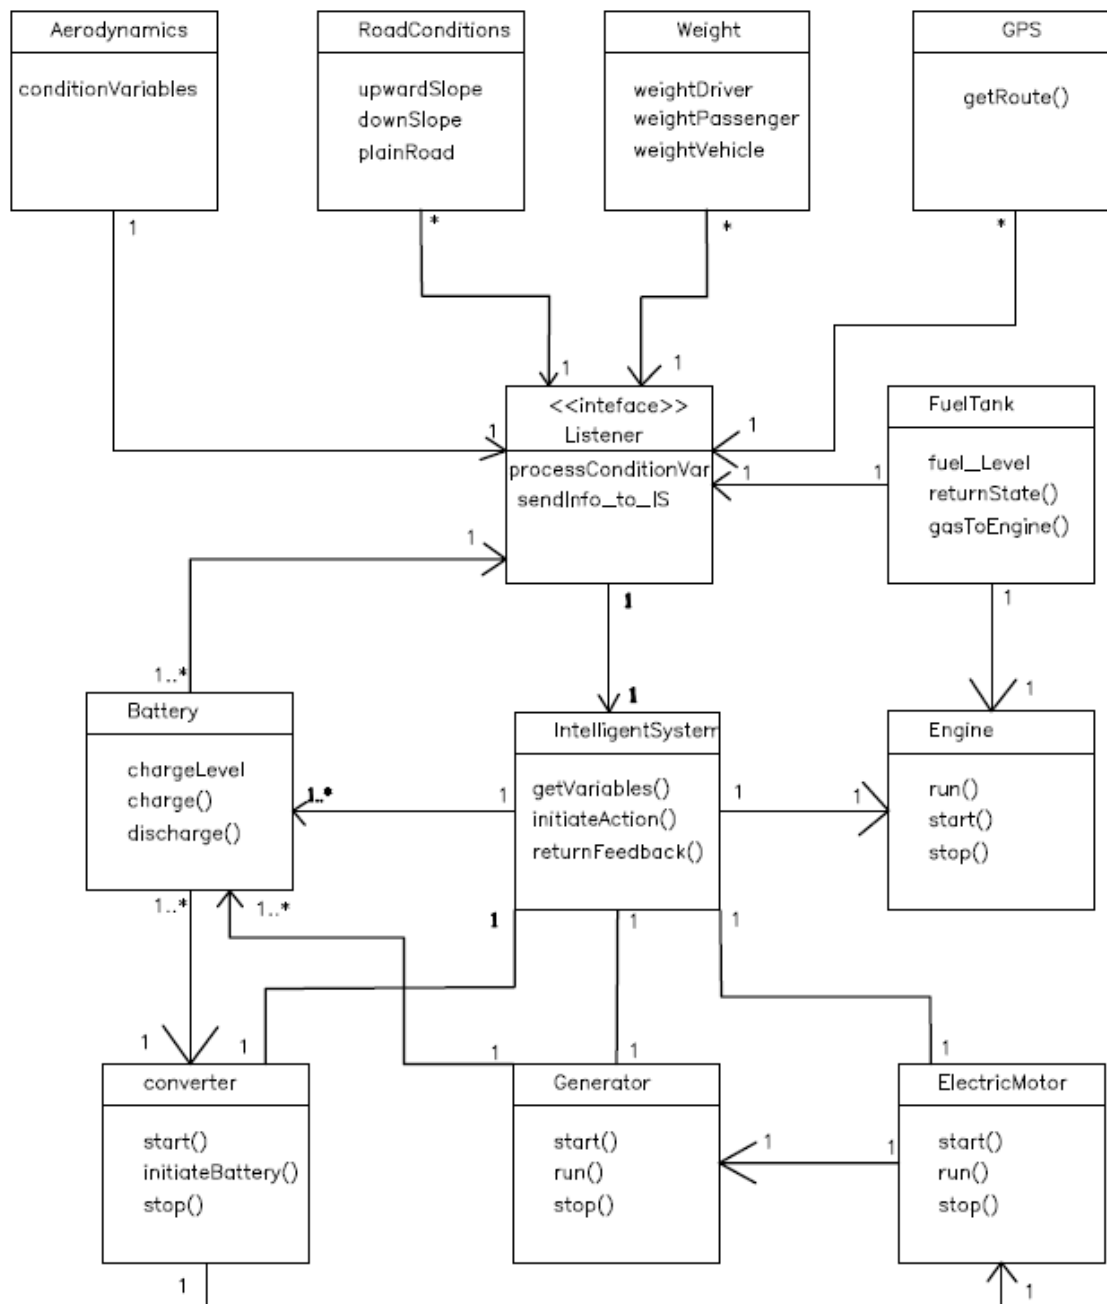 Aerodynamics
conditionVariables
1
RoadConditions
upwardSlope
downSlope
plainRoad
*
Weight
weightDriver
weightPassenger
weightVehicle
*
GPS
getRoute()
*
1
1
1
1
<<inteface>>
Listener
processConditionVar
sendInfo_to_IS
1
1
1
1
FuelTank
fuel_Level
returnState()
gasToEngine()
1
1
1..*
1
1
Battery
chargeLevel
charge()
discharge()
1..*
1
IntelligentSystem
getVariables()
initiateAction()
returnFeedback()
1
1
Engine
run()
start()
stop()
1..*
1..*
1
1
1
1
1
1
1
1
converter
start()
initiateBattery()
stop()
Generator
start()
run()
stop()
1
1
ElectricMotor
start()
run()
stop()
1
1